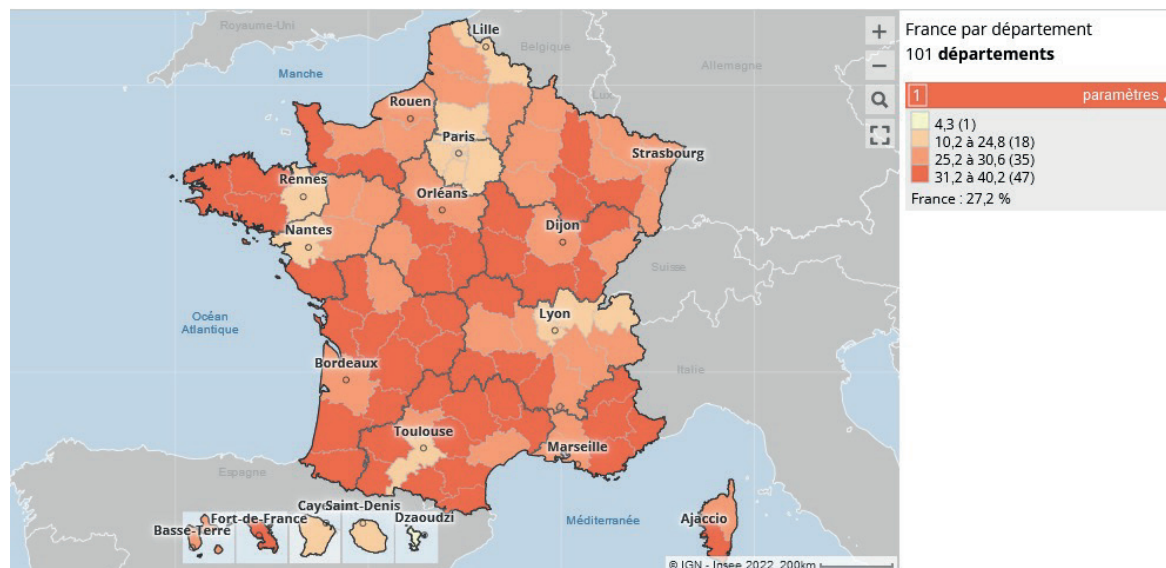 Royaume-Uni
Lille
Belgique
Allemagne
Manche
Lux.
Rouen
Paris
Strasbourg
Rennes
Orléans
Nantes
Dijon
Suisse
Océan
Atlantique
Lyon
Bordeaux
Italie
Toulouse
Marseille
Espagne
Fort-de-France
Saint-Denis
Dzaoudzi
Basse-Terre
Méditerranée
Ajaccio
© IGN - Insee 2022 200km
+
−
France par département
101 départements
1 paramètres
4,3 (1)
10,2 à 24,8 (18)
25,2 à 30,6 (35)
31,2 à 40,2 (47)
France : 27,2 %